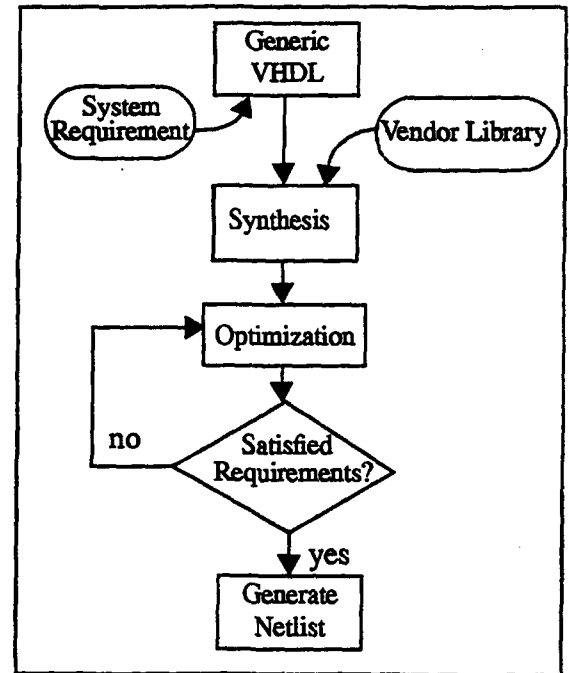 Generic
VHDL
System
Requirement
Vendor Library
Synthesis
Optimization
no
Satisfied
Requirements?
yes
Generate
Netlist